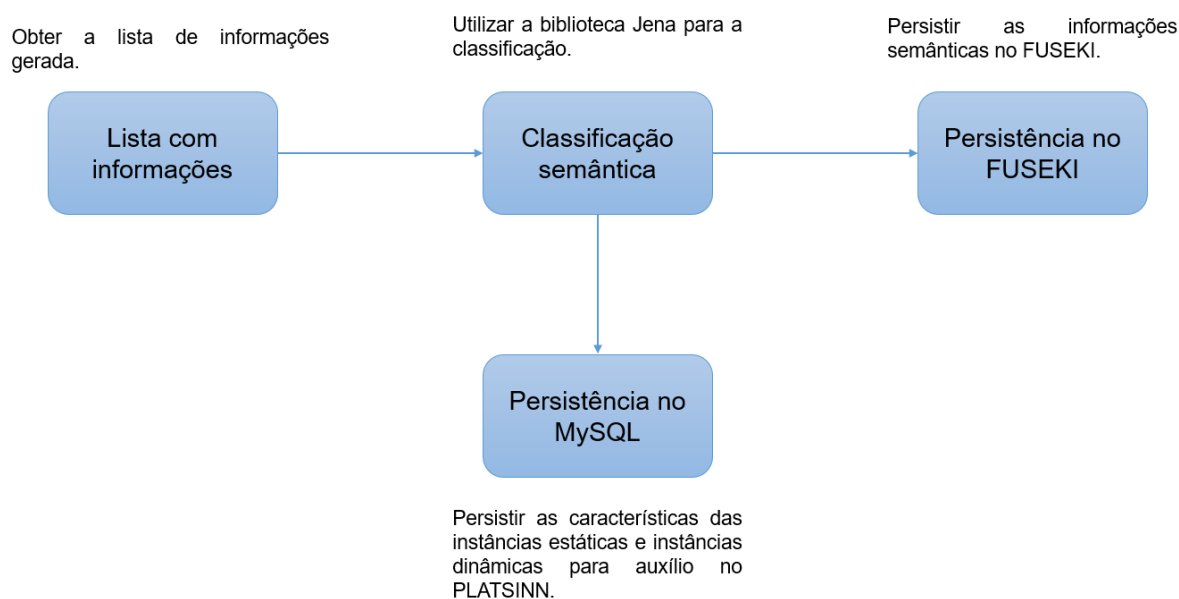 Obter a lista de informações
gerada.
Utilizar a biblioteca Jena para a
classificação.
Persistir as informações
semânticas no FUSEKI.
Lista com
informações
Classificação
semântica
Persistência no
FUSEKI
Persistência no
MySQL
Persistir as características das
instâncias estáticas e instâncias
dinâmicas para auxílio no
PLATSINN.